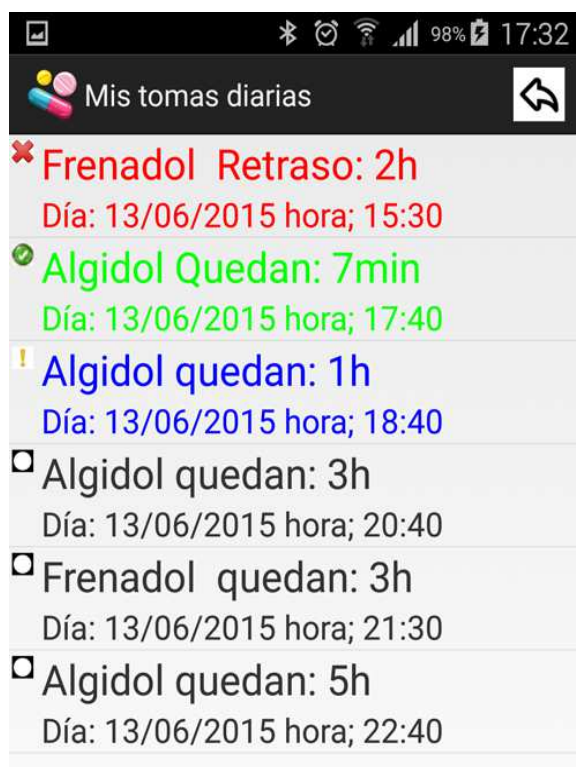 98% 17:32
Mis tomas diarias
Frenadol Retraso: 2h
Día: 13/06/2015 hora; 15:30
Algidol Quedan: 7min
Día: 13/06/2015 hora; 17:40
Algidol quedan: 1h
Día: 13/06/2015 hora; 18:40
Algidol quedan: 3h
Día: 13/06/2015 hora; 20:40
Frenadol quedan: 3h
Día: 13/06/2015 hora; 21:30
Algidol quedan: 5h
Día: 13/06/2015 hora; 22:40